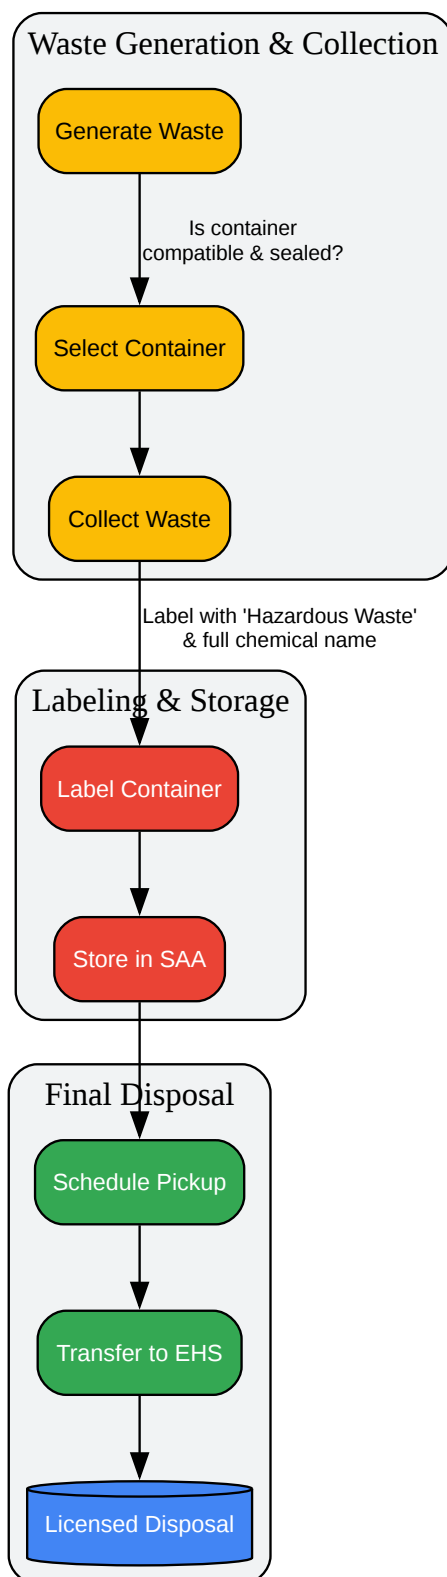 Waste Generation & Collection
Generate Waste
Is container
compatible & sealed?
Select Container
Collect Waste
Label with 'Hazardous Waste'
& full chemical name
Labeling & Storage
Label Container
Store in SAA
Final Disposal
Schedule Pickup
Transfer to EHS
Licensed Disposal